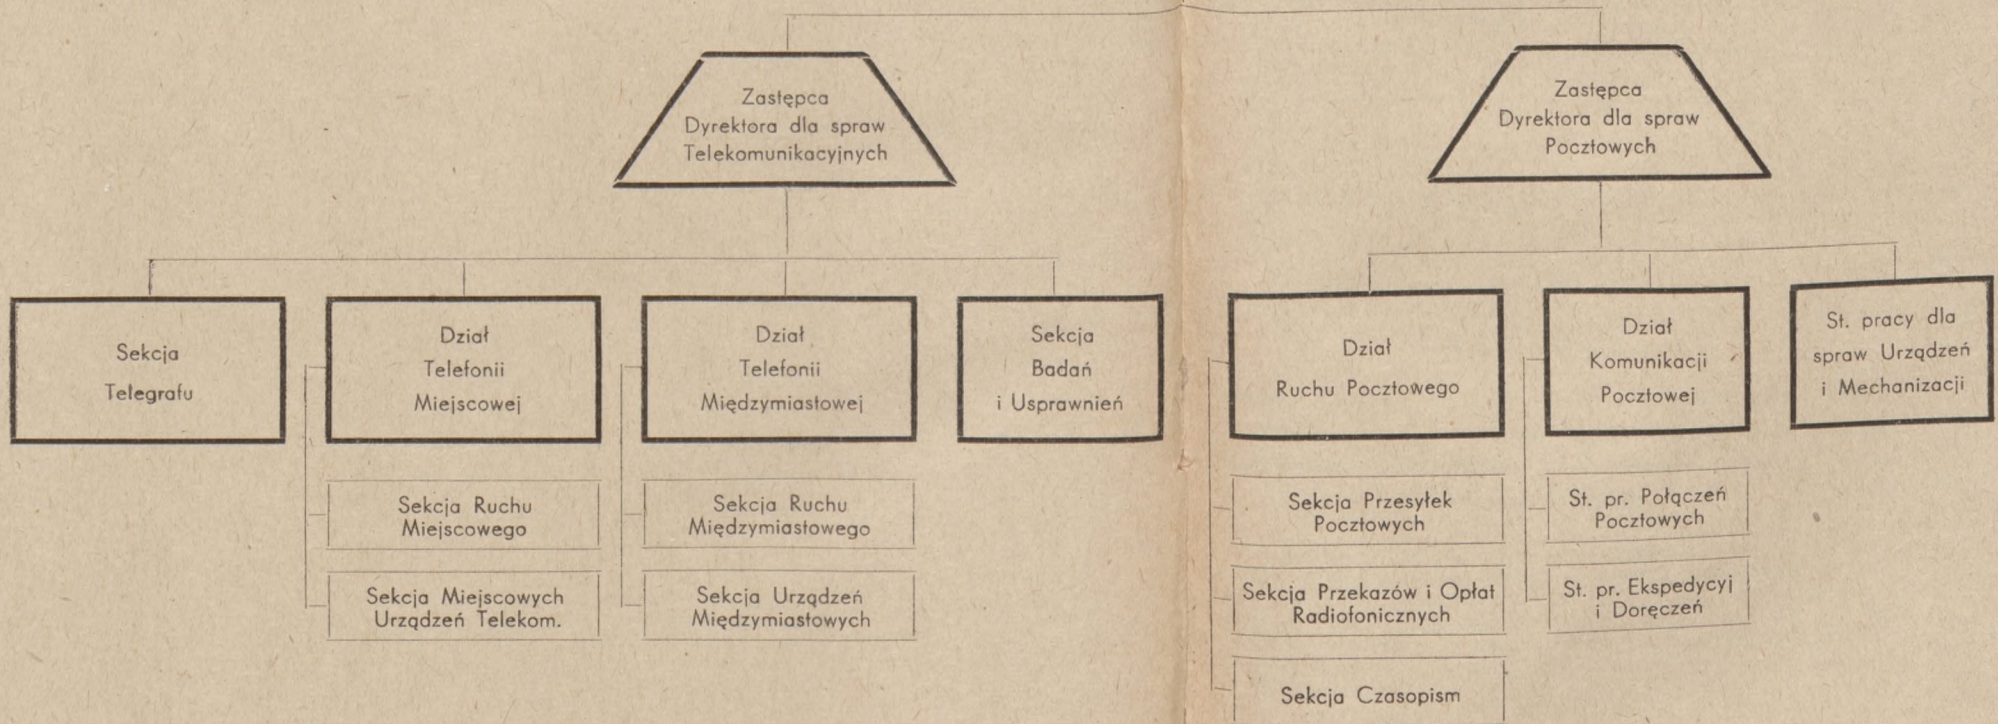 Zastępca
Dyrektora dla spraw
Telekomunikacyjnych
Zastępca
Dyrektora dla spraw
Pocztowych
Sekcja
Telegrafu
Dział
Telefonii
Miejscowej
Dział
Telefonii
Międzymiastowej
Sekcja
Badań
i Usprawnień
Dział
Ruchu Pocztowego
Dział
Komunikacji
Pocztowej
St. pracy dla
spraw Urządzeń
i Mechanizacji
Sekcja Ruchu
Miejscowego
Sekcja Miejscowych
Urządzeń Telekom.
Sekcja Ruchu
Międzymiastowego
Sekcja Urządzeń
Międzymiastowych
Sekcja Przesyłek
Pocztowych
Sekcja Przekazów i Opłat
Radiofonicznych
Sekcja Czasopism
St. pr. Połączeń
Pocztowych
St. pr. Ekspedycyj
i Doręczeń